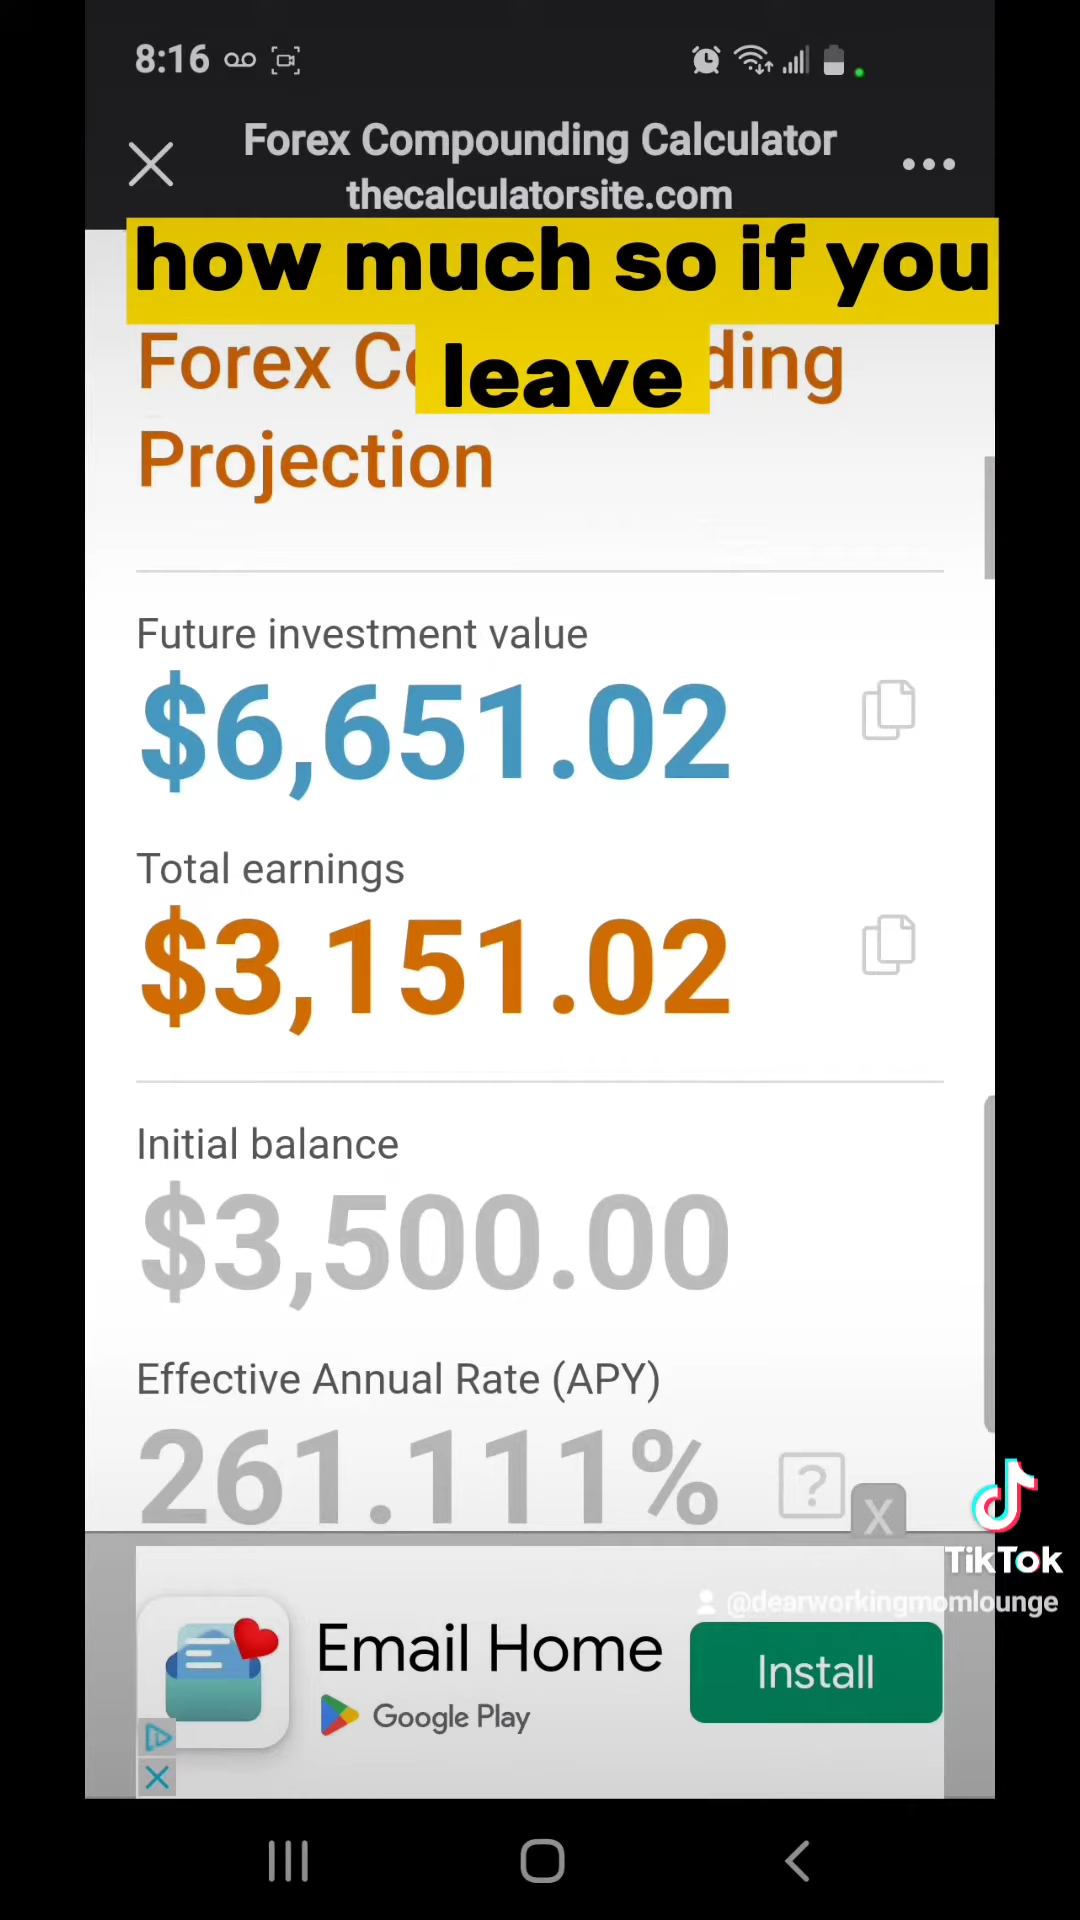 8:16
Forex Compounding Calculator
thecalculatorsite.com
how much so if you
leave
Forex Co ding
Projection
Future investment value
$6,651.02
Total earnings
$3,151.02
Initial balance
$3,500.00
Effective Annual Rate (APY)
261.111%
?
X
TikTok
@dearworkingmomlounge
Email Home
Google Play
Install